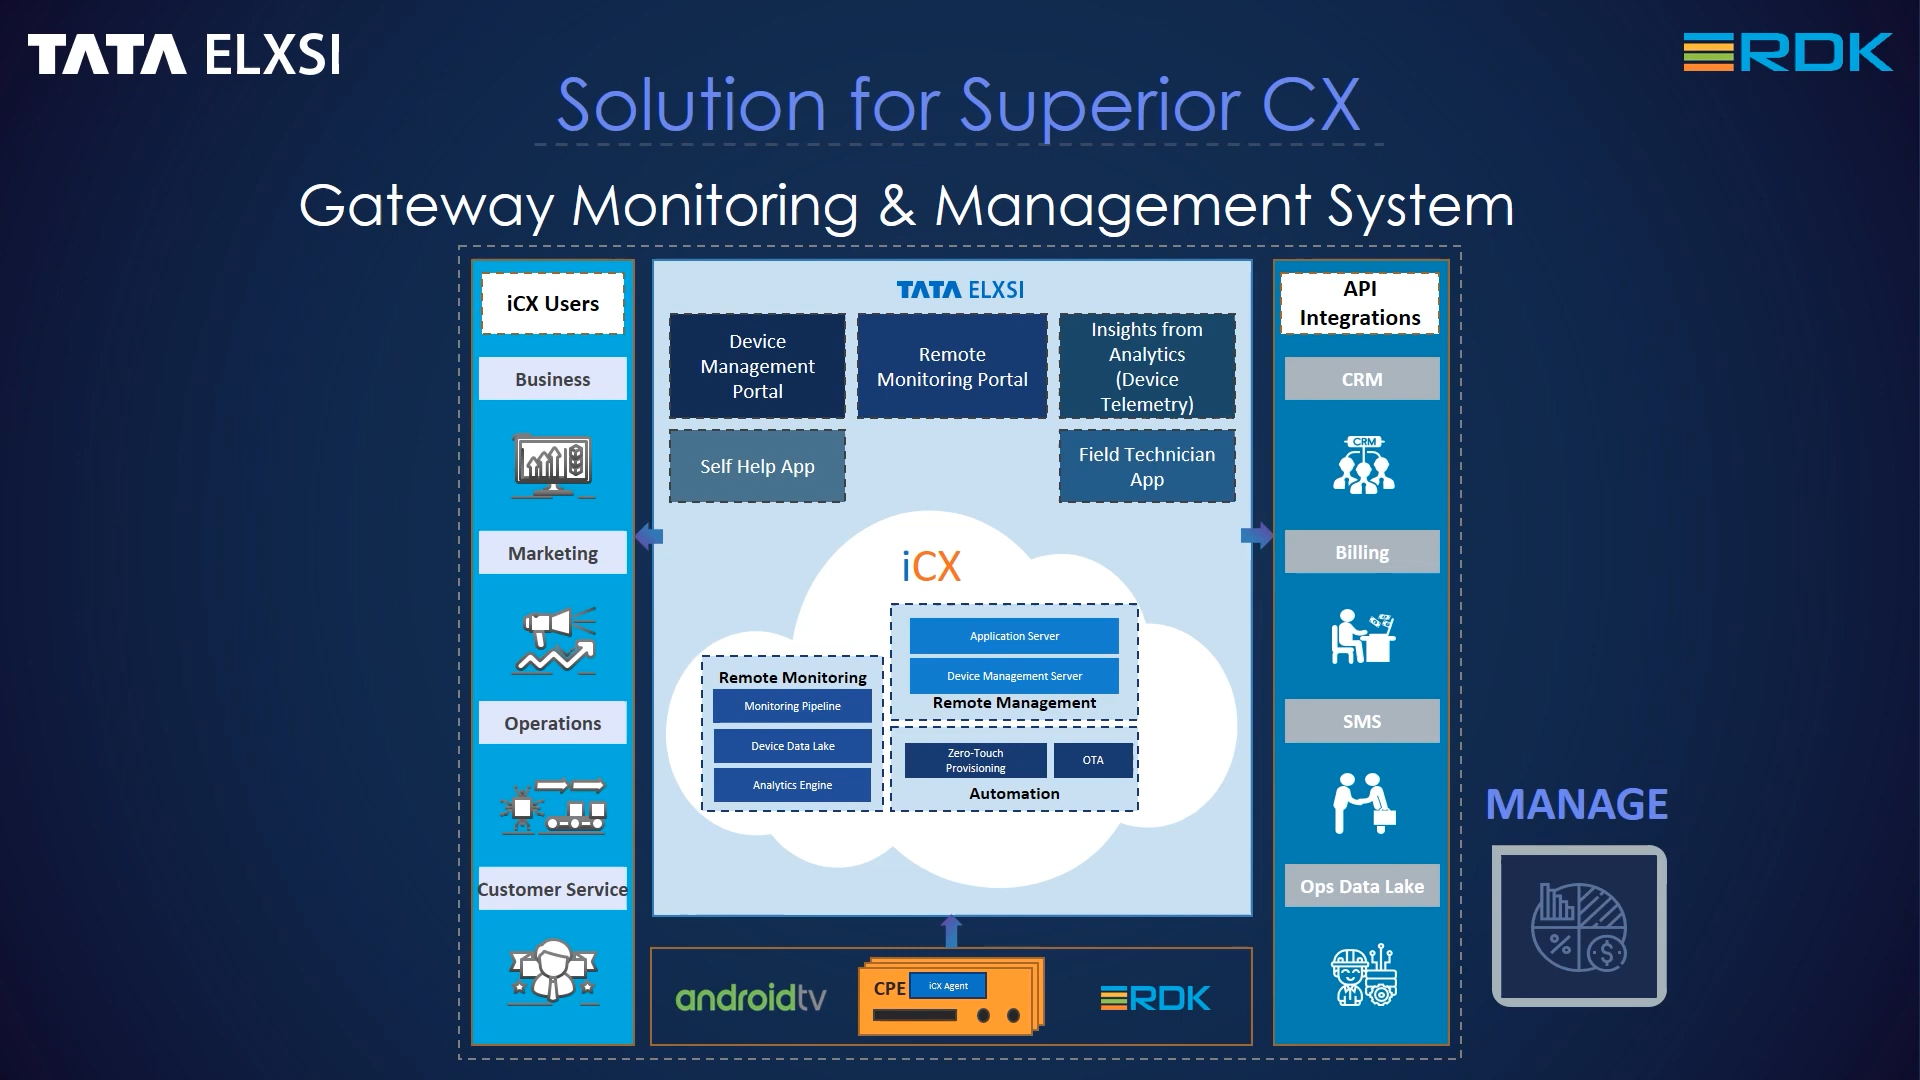 TATA ELXSI
RDK
Solution for Superior CX
Gateway Monitoring & Management System
iCX Users
Business
Marketing
Operations
Customer Service
TATA ELXSI
Device
Management
Portal
Remote
Monitoring Portal
Insights from
Analytics
(Device
Telemetry)
Self Help App
Field Technician
App
iCX
Remote Monitoring
Monitoring Pipeline
Device Data Lake
Analytics Engine
Application Server
Device Management Server
Remote Management
Zero-Touch
Provisioning
OTA
Automation
androidtv
CPE
iCX Agent
RDK
API
Integrations
CRM
CRM
Billing
SMS
Ops Data Lake
MANAGE
%
$